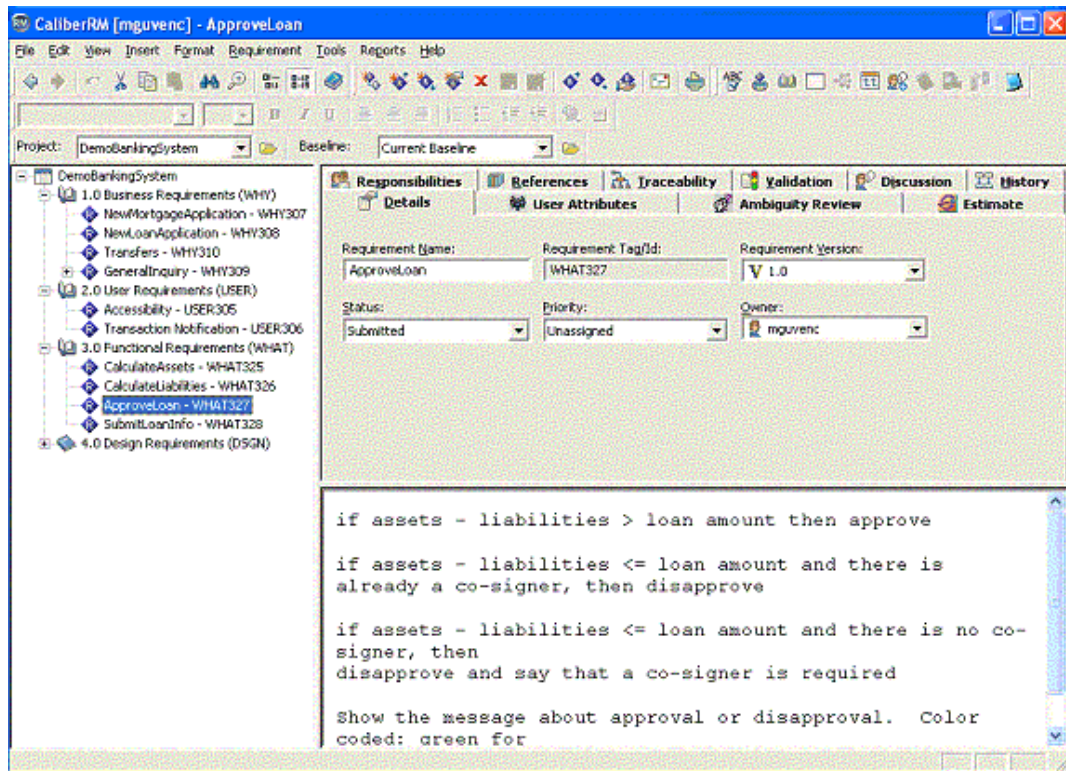 CaliberRM [mguvenc] - ApproveLoan
File Edit View Insert Format Requirement Tools Reports Help
Project: DemoBankingSystem Baseline: Current Baseline
DemoBankingSystem
1.0 Business Requirements (WHY)
NewMortgageApplication - WHY307
NewLoanApplication - WHY308
Transfers - WHY310
GeneralInquiry - WHY309
2.0 User Requirements (USER)
Accessibility - USER305
Transaction Notification - USER306
3.0 Functional Requirements (WHAT)
CalculateAssets - WHAT325
CalculateLiabilities - WHAT326
ApproveLoan - WHAT327
SubmitLoanInfo - WHAT328
4.0 Design Requirements (DSGN)
Responsibilities References Traceability Validation Discussion History
Details User Attributes Ambiguity Review Estimate
Requirement Name: Requirement Tag/Id: Requirement Version:
ApproveLoan WHAT327 V 1.0
Status: Priority: Owner:
Submitted Unassigned mguvenc
if assets - liabilities > loan amount then approve
if assets - liabilities <= loan amount and there is
already a co-signer, then disapprove
if assets - liabilities <= loan amount and there is no co-
signer, then
disapprove and say that a co-signer is required
Show the message about approval or disapproval. Color
coded: green for